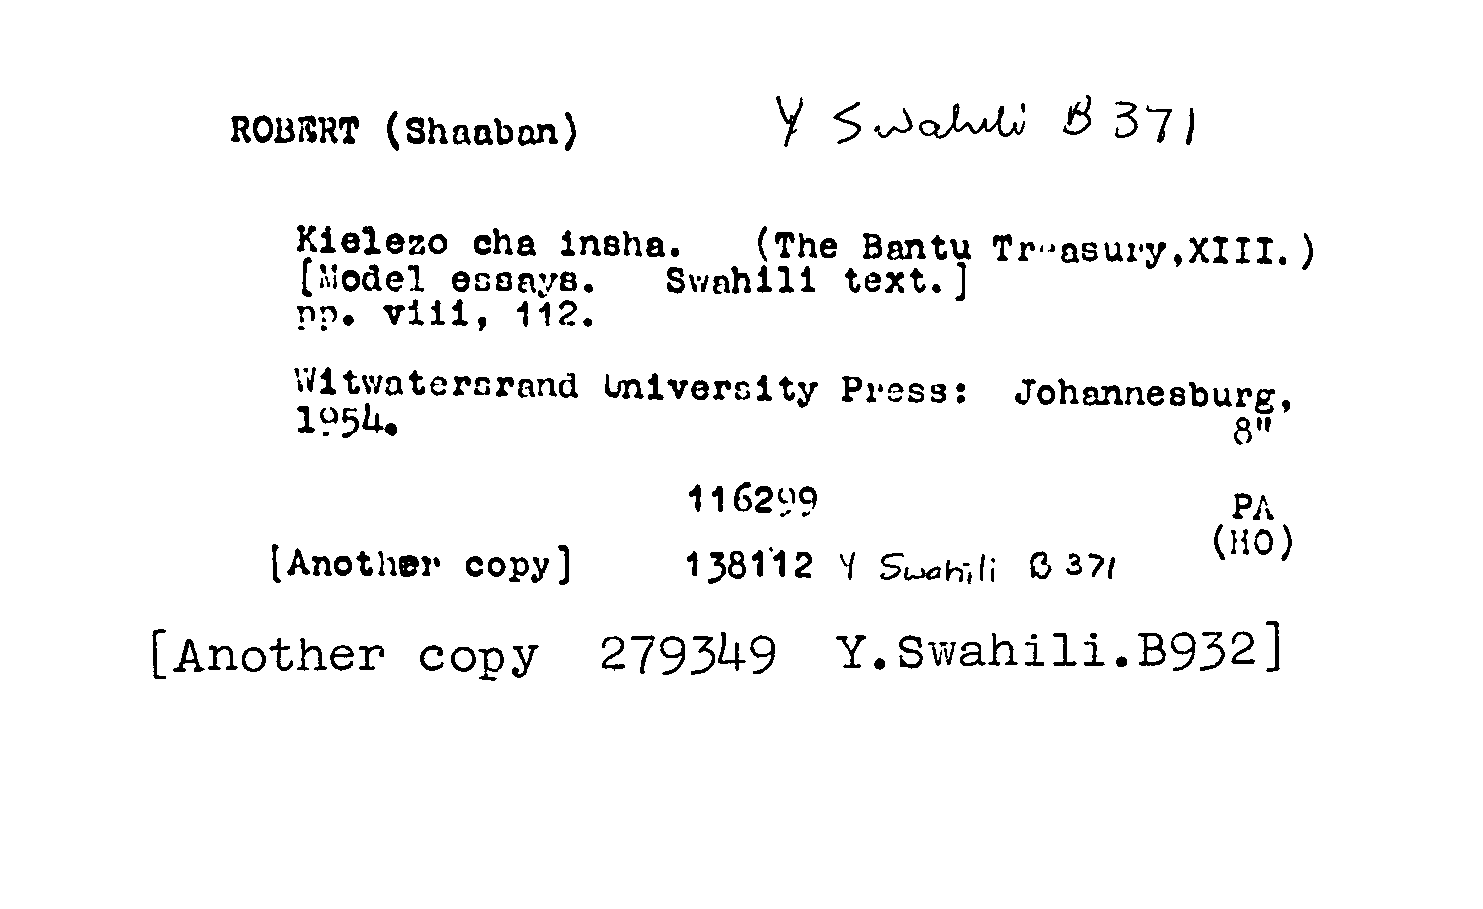 ROBERT (Shaaban) Y Swahili B 371
Kielezo cha insha. (The Bantu Treasury,XIII.)
[Model essays. Swahili text.]
pp. viii, 112.
Witwatersrand University Press: Johannesburg,
1954. 8"
116299 PA
(HO)
[Another copy] 138112 Y Swahili B 371
[Another copy 279349 Y.Swahili.B932]